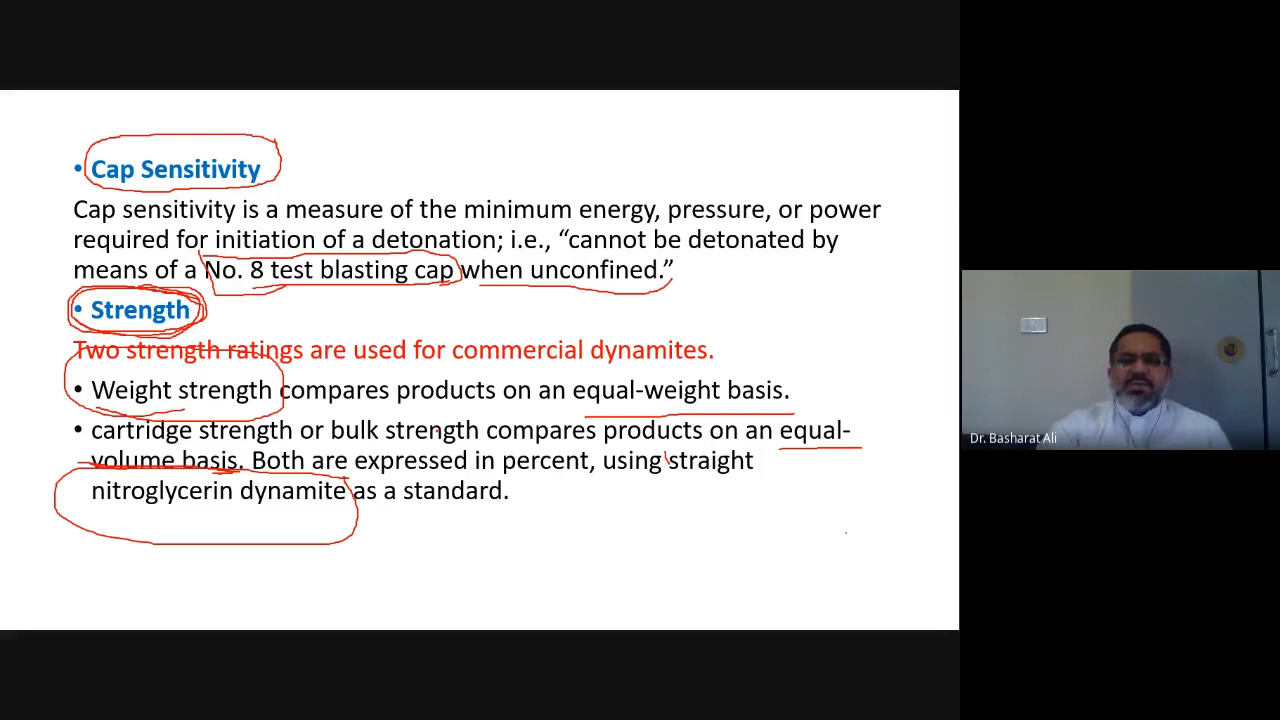 • Cap Sensitivity
Cap sensitivity is a measure of the minimum energy, pressure, or power
required for initiation of a detonation; i.e., “cannot be detonated by
means of a No. 8 test blasting cap when unconfined.”
• Strength
Two strength ratings are used for commercial dynamites.
• Weight strength compares products on an equal-weight basis.
• cartridge strength or bulk strength compares products on an equal-
volume basis. Both are expressed in percent, using straight
nitroglycerin dynamite as a standard.
Dr. Basharat Ali